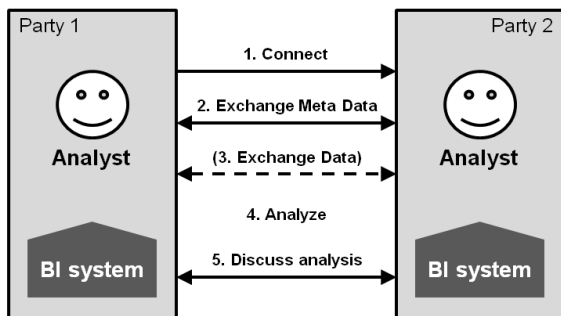 Party 1
Party 2
1. Connect
2. Exchange Meta Data
Analyst
Analyst
(3. Exchange Data)
4. Analyze
5. Discuss analysis
BI system
BI system